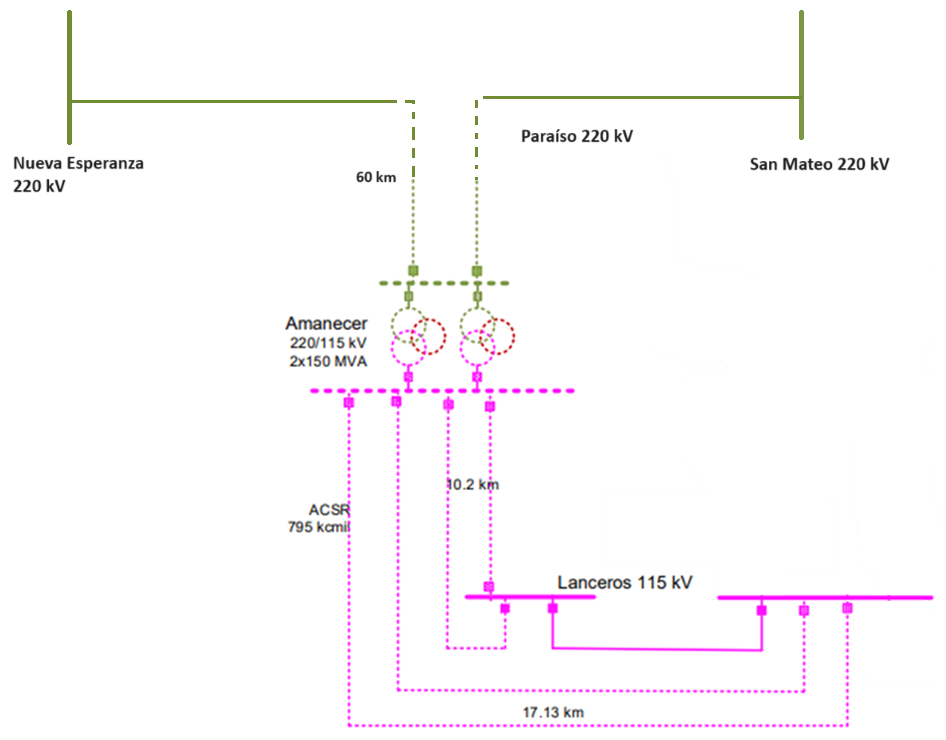 Paraíso 220 kV
Nueva Esperanza
220 kV
San Mateo 220 kV
60 km
Amanecer
220/115 kV
2x150 MVA
10.2 km
ACSR
795 kcmil
Lanceros 115 kV
17.13 km